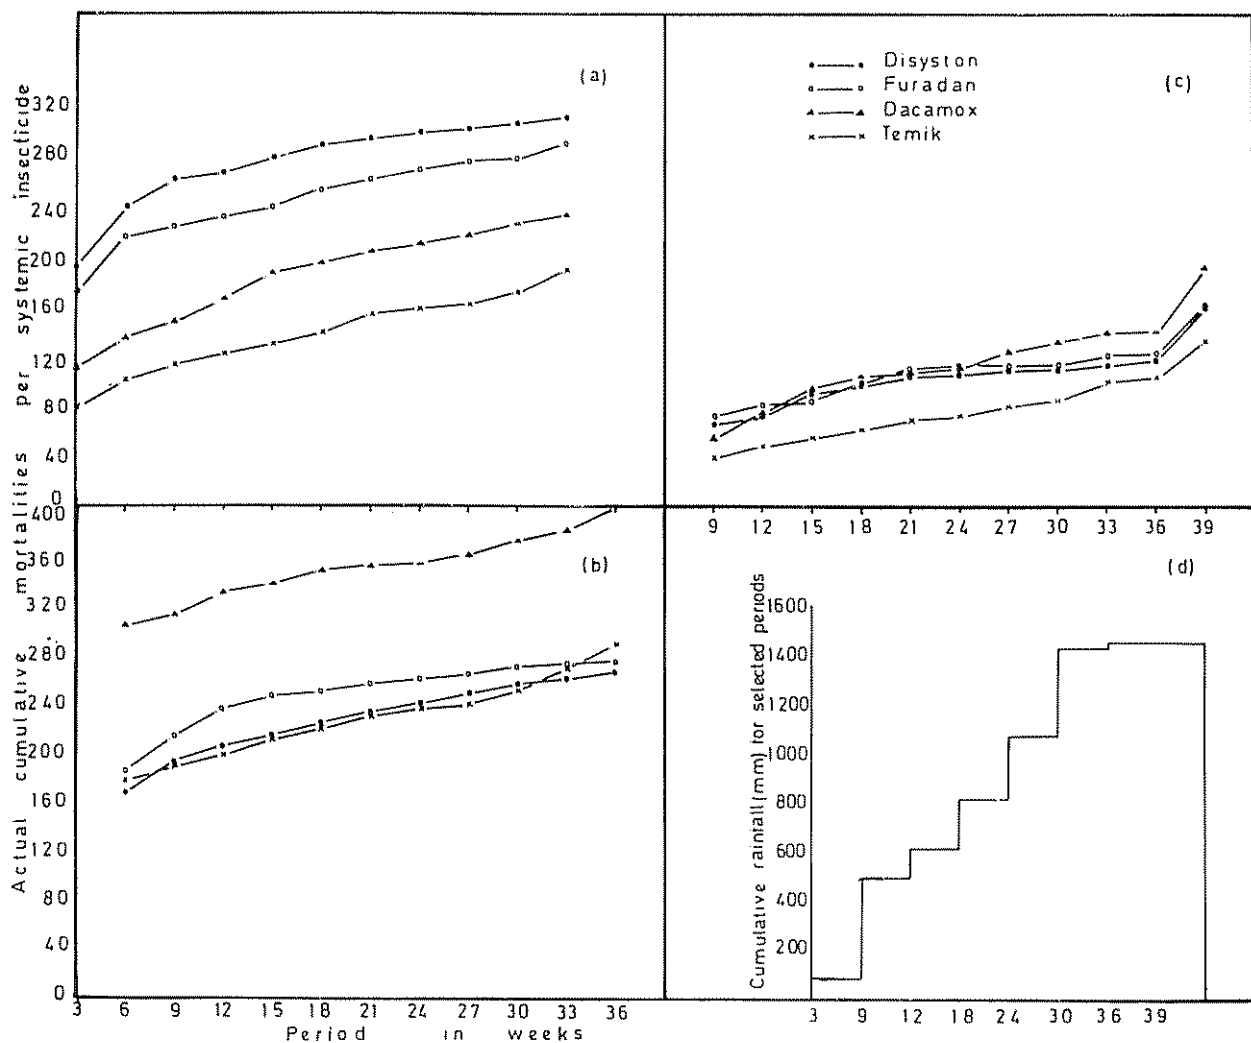 Actual cumulative mortalities per systemic insecticide
(a)
320
280
240
200
160
120
80
40
0
Disyston
Furadan
Dacamox
Temik
(c)
9 12 15 18 21 24 27 30 33 36 39
(b)
400
360
320
280
240
200
160
120
80
40
0
3 6 9 12 15 18 21 24 27 30 33 36
Period in weeks
(d)
Cumulative rainfall (mm) for selected periods
1600
1400
1200
1000
800
600
400
200
3 9 12 18 24 30 36 39